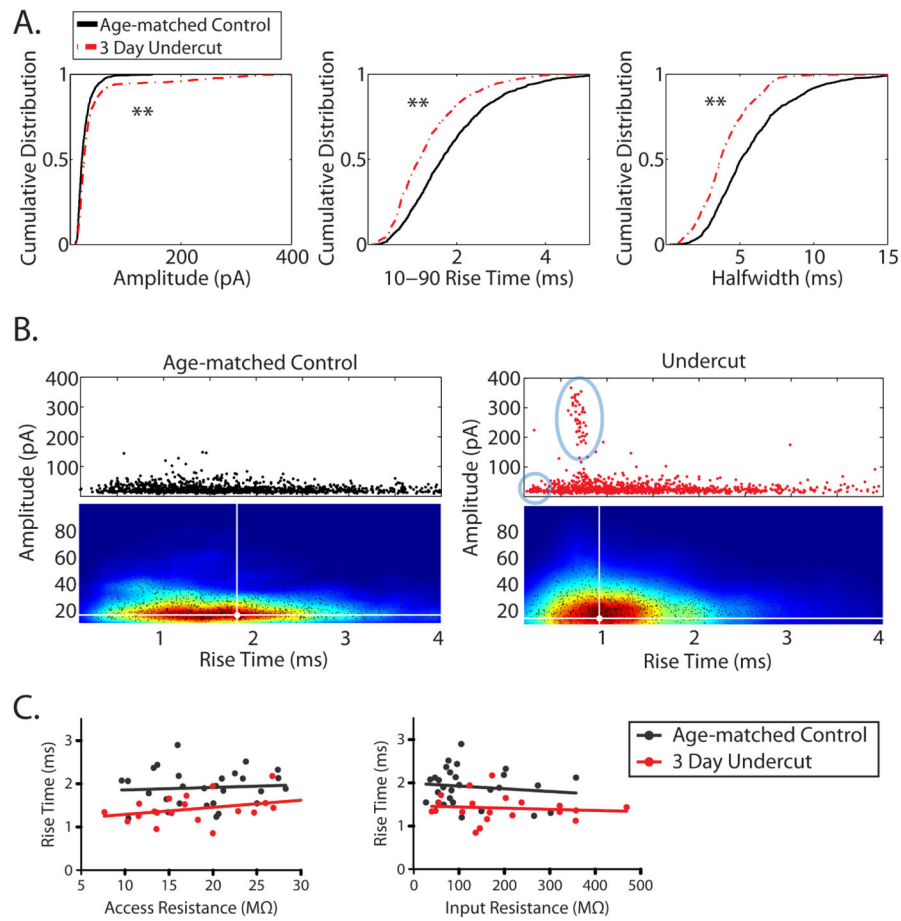 A.
Age-matched Control
3 Day Undercut
Cumulative Distribution
1
0.5
0
**
200
400
Amplitude (pA)
Cumulative Distribution
1
0.5
0
**
2
4
10–90 Rise Time (ms)
Cumulative Distribution
1
0.5
0
**
5
10
15
Halfwidth (ms)
B.
Age-matched Control
Amplitude (pA)
400
300
200
100
80
60
40
20
1
2
3
4
Rise Time (ms)
Undercut
Amplitude (pA)
400
300
200
100
80
60
40
20
1
2
3
4
Rise Time (ms)
C.
Rise Time (ms)
3
2
1
0
5
10
15
20
25
30
Access Resistance (MΩ)
Rise Time (ms)
3
2
1
0
0
100
200
300
400
500
Input Resistance (MΩ)
Age-matched Control
3 Day Undercut